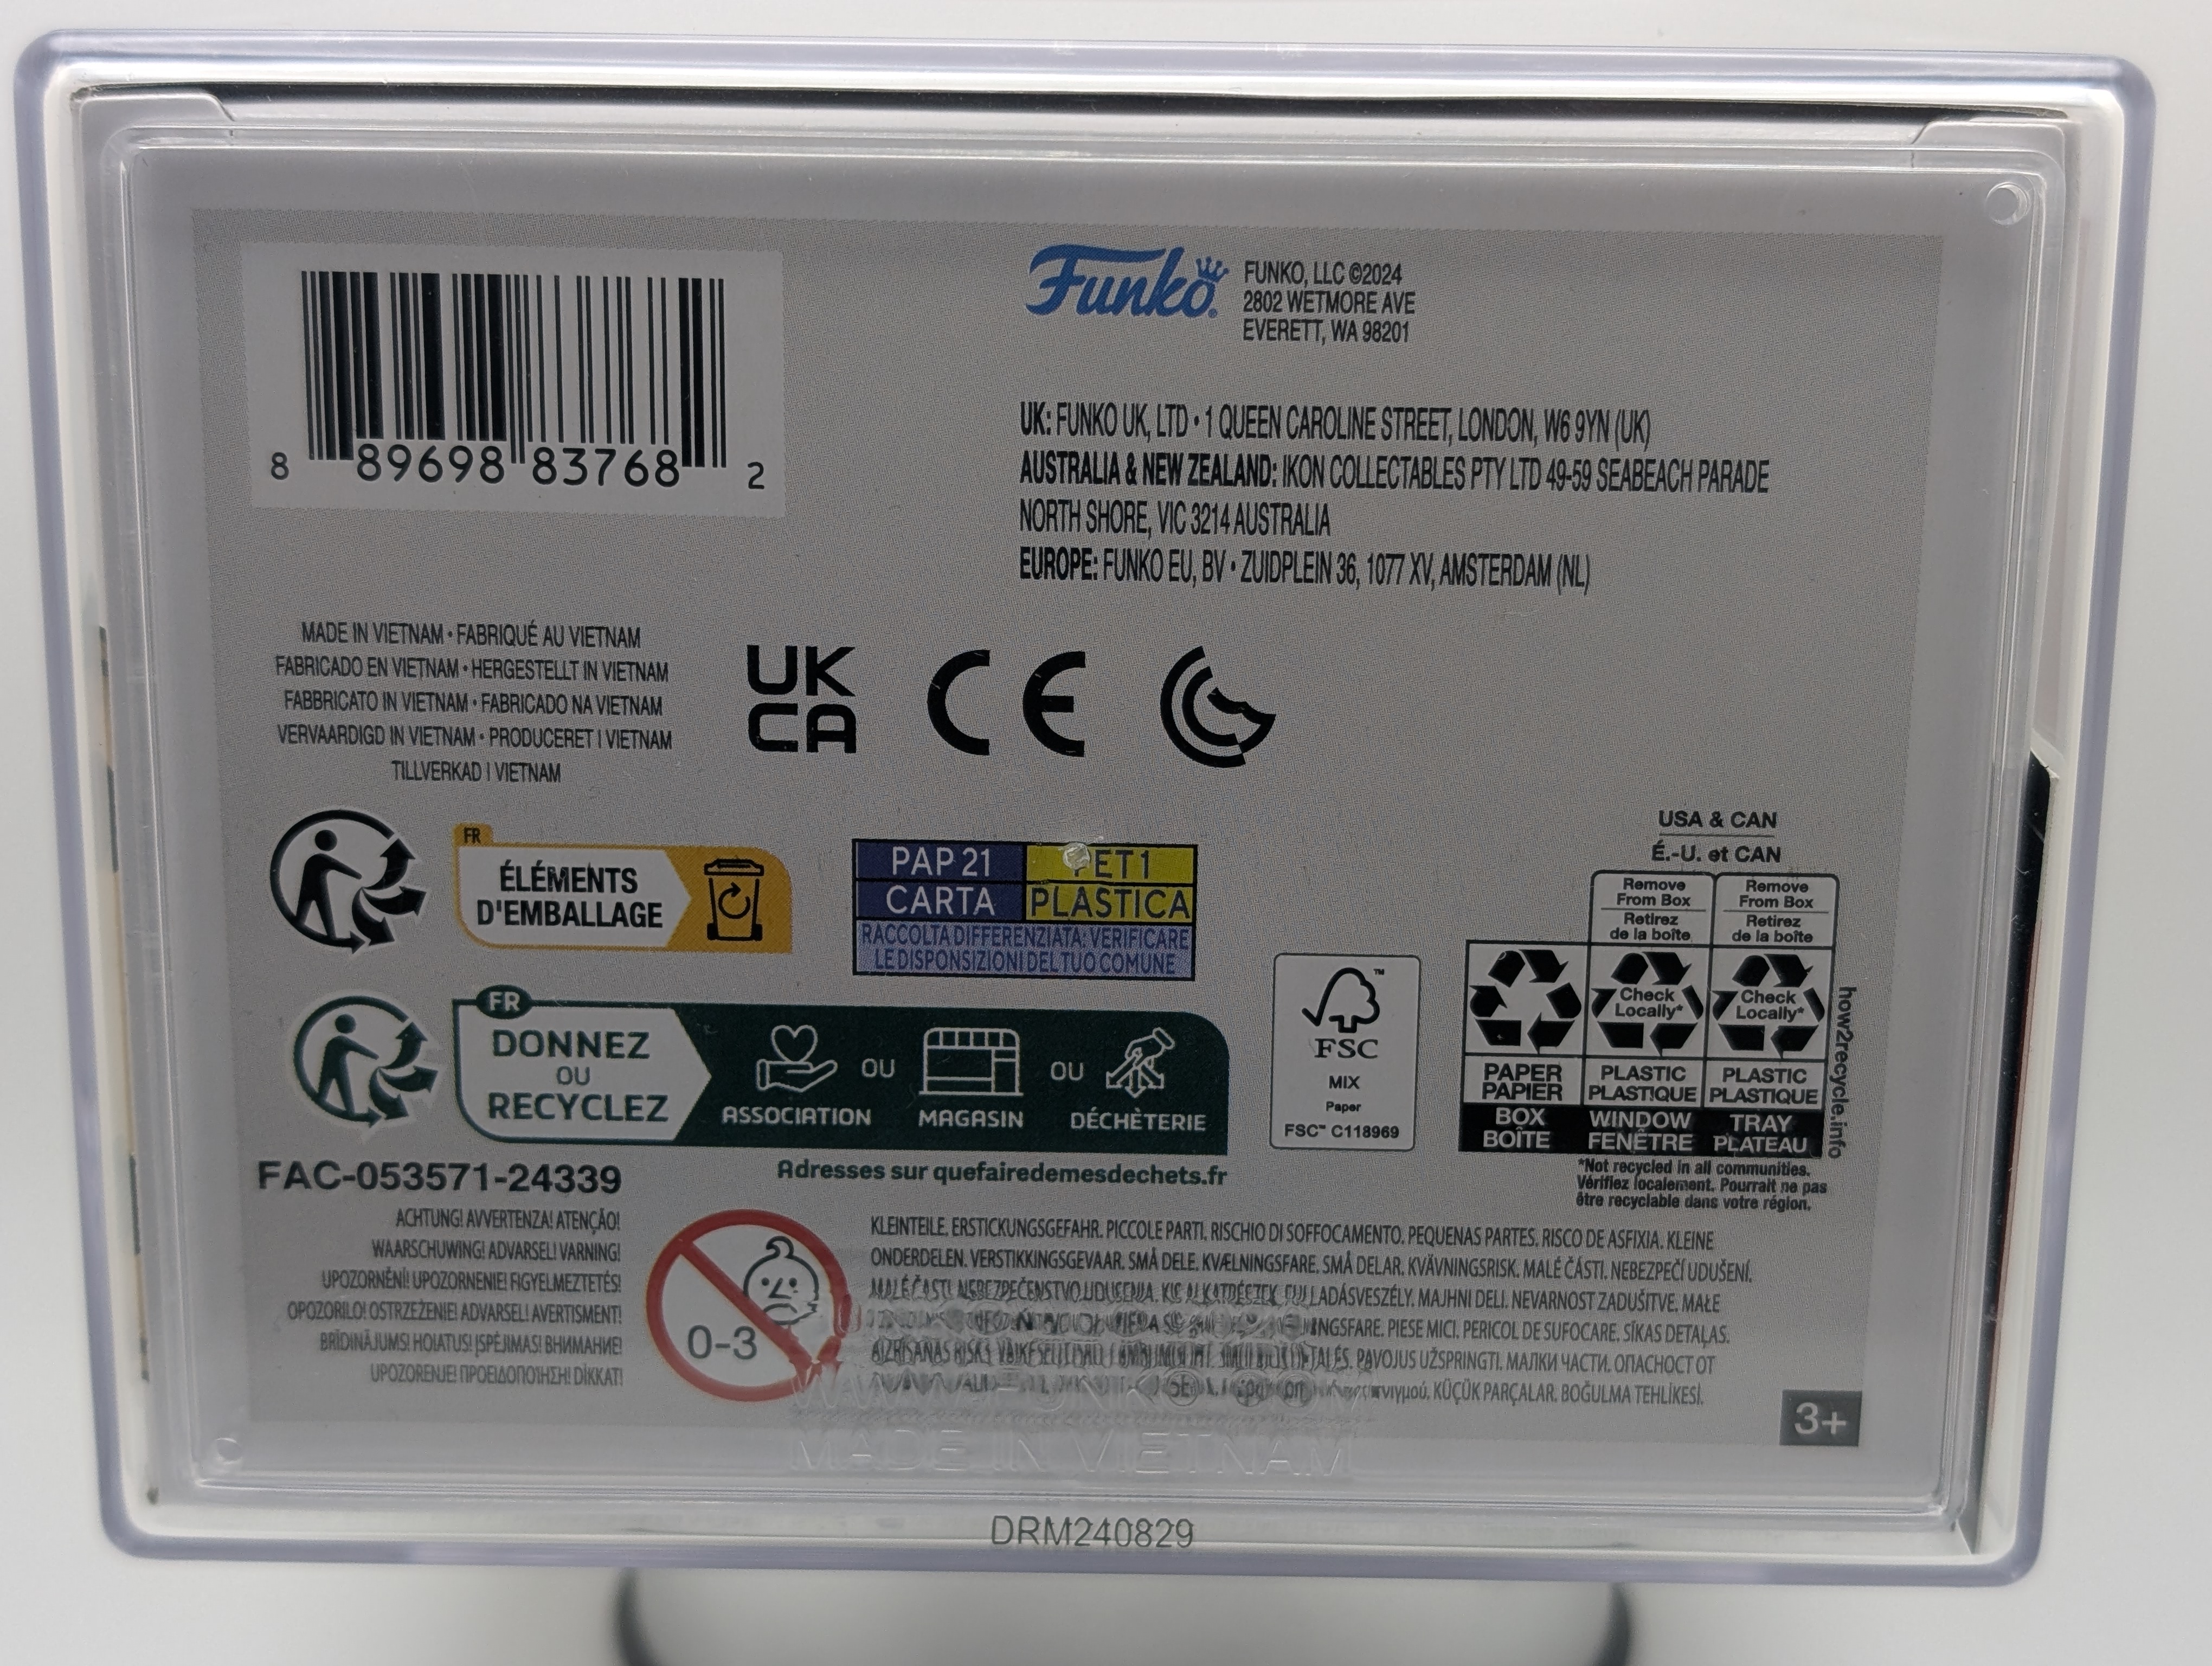 8 89698 83768 2
Funko
FUNKO, LLC ©2024
2802 WETMORE AVE
EVERETT, WA 98201
UK: FUNKO UK, LTD • 1 QUEEN CAROLINE STREET, LONDON, W6 9YN (UK)
AUSTRALIA & NEW ZEALAND: IKON COLLECTABLES PTY LTD 49-59 SEABEACH PARADE
NORTH SHORE, VIC 3214 AUSTRALIA
EUROPE: FUNKO EU, BV • ZUIDPLEIN 36, 1077 XV, AMSTERDAM (NL)
MADE IN VIETNAM • FABRIQUÉ AU VIETNAM
FABRICADO EN VIETNAM • HERGESTELLT IN VIETNAM
FABBRICATO IN VIETNAM • FABRICADO NA VIETNAM
VERVAARDIGD IN VIETNAM • PRODUCERET I VIETNAM
TILLVERKAD I VIETNAM
UK
CA
CE
FR
ÉLÉMENTS
D'EMBALLAGE
PAP 21
CARTA
PET 1
PLASTICA
RACCOLTA DIFFERENZIATA: VERIFICARE
LE DISPONSIZIONI DEL TUO COMUNE
FR
DONNEZ
OU
RECYCLEZ
ASSOCIATION
OU
MAGASIN
OU
DÉCHÈTERIE
Adresses sur quefairedemesdechets.fr
FSC™
MIX
Paper
FSC™ C118969
USA & CAN
É.-U. et CAN
Remove
From Box
Retirez
de la boîte
Remove
From Box
Retirez
de la boîte
Check
Locally*
Check
Locally*
PAPER
PAPIER
BOX
BOÎTE
PLASTIC
PLASTIQUE
WINDOW
FENÊTRE
PLASTIC
PLASTIQUE
TRAY
PLATEAU
how2recycle.info
*Not recycled in all communities.
Vérifiez localement. Pourrait ne pas
être recyclable dans votre région.
FAC-053571-24339
ACHTUNG! AVVERTENZA! ATENÇÃO!
WAARSCHUWING! ADVARSEL! VARNING!
UPOZORNĚNÍ! UPOZORNENIE! FIGYELMEZTETÉS!
OPOZORILO! OSTRZEŻENIE! ADVARSEL! AVERTISMENT!
BRĪDINĀJUMS! HOIATUS! ĮSPĖJIMAS! ВНИМАНИЕ!
UPOZORENJE! ΠΡΟΕΙΔΟΠΟΊΗΣΗ! DİKKAT!
0-3
KLEINTEILE. ERSTICKUNGSGEFAHR. PICCOLE PARTI. RISCHIO DI SOFFOCAMENTO. PEQUENAS PARTES. RISCO DE ASFIXIA. KLEINE
ONDERDELEN. VERSTIKKINGSGEVAAR. SMÅ DELE. KVÆLNINGSFARE. SMÅ DELAR. KVÄVNINGSRISK. MALÉ ČÁSTI. NEBEZPEČÍ UDUŠENÍ.
MALÉ ČASTI. NEBEZPEČENSTVO UDUSENIA. MAJHNI DELI. NEVARNOST ZADUŠITVE. MAŁE
PIESE MICI. PERICOL DE SUFOCARE. SĪKAS DETAĻAS.
PAVOJUS UŽSPRINGTI. МАЛКИ ЧАСТИ. ОПАСНОСТ ОТ
KÜÇÜK PARÇALAR. BOĞULMA TEHLİKESİ.
WWW.FUNKO.COM
MADE IN VIETNAM
3+
DRM240829